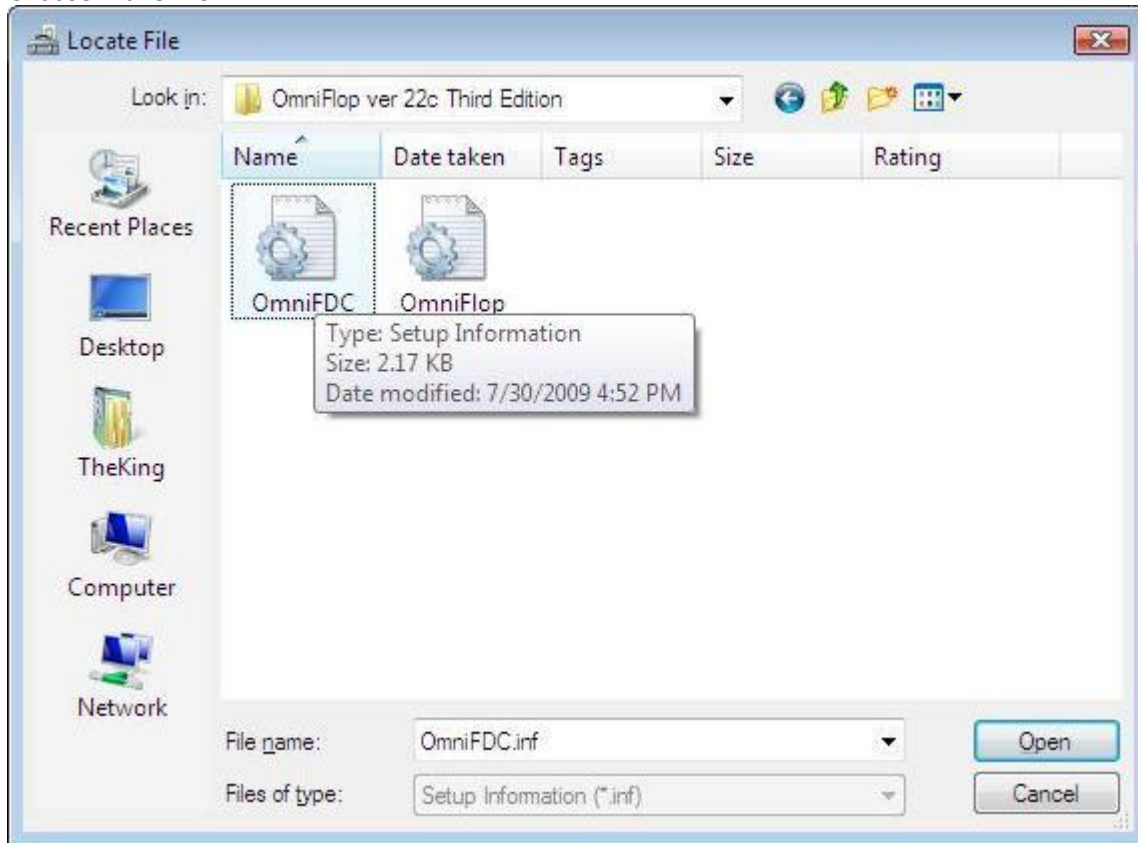 Locate File
Look in:
OmniFlop ver 22c Third Edition
Name
Date taken
Tags
Size
Rating
Recent Places
Desktop
TheKing
Computer
Network
OmniFDC
OmniFlop
Type: Setup Information
Size: 2.17 KB
Date modified: 7/30/2009 4:52 PM
File name:
OmniFDC.inf
Open
Files of type:
Setup Information (*.inf)
Cancel